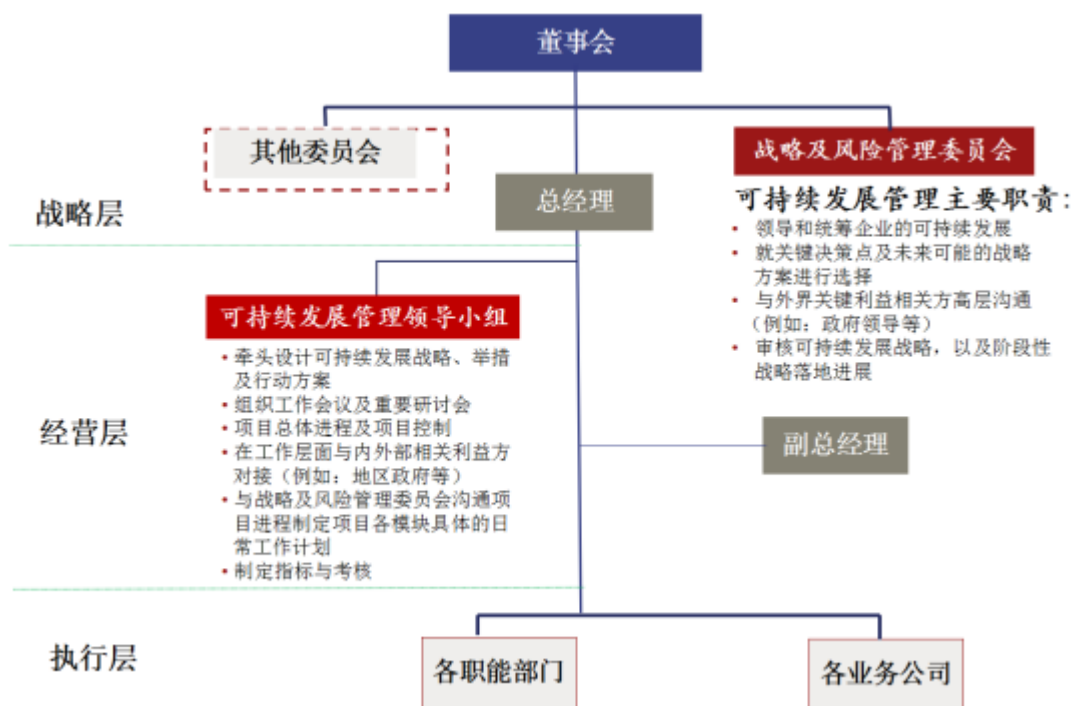 董事会
其他委员会
战略及风险管理委员会
总经理
战略层
可持续发展管理主要职责:
• 领导和统筹企业的可持续发展
• 就关键决策点及未来可能的战略
方案进行选择
• 与外界关键利益相关方高层沟通
(例如：政府领导等)
• 审核可持续发展战略，以及阶段性
战略落地进展
可持续发展管理领导小组
• 牵头设计可持续发展战略、举措
及行动方案
• 组织工作会议及重要研讨会
• 项目总体进程及项目控制
• 在工作层面与内外部相关利益方
对接（例如：地区政府等）
• 与战略及风险管理委员会沟通项
目进程制定项目各模块具体的日
常工作计划
• 制定指标与考核
经营层
副总经理
执行层
各职能部门
各业务公司